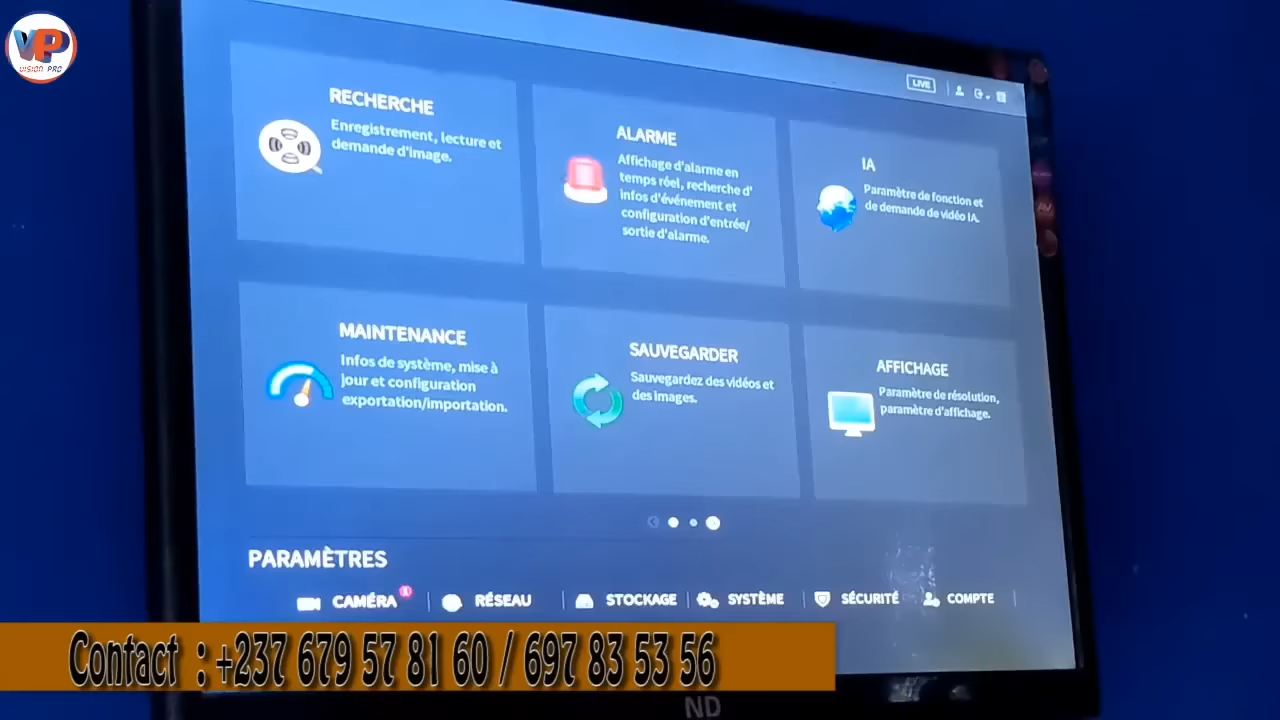 VP
VISION PRO
LIVE
RECHERCHE
Enregistrement, lecture et
demande d'image.
ALARME
Affichage d'alarme en
temps réel, recherche d'
infos d'événement et
configuration d'entrée/
sortie d'alarme.
IA
Paramètre de fonction et
de demande de vidéo IA.
MAINTENANCE
Infos de système, mise à
jour et configuration
exportation/importation.
SAUVEGARDER
Sauvegardez des vidéos et
des images.
AFFICHAGE
Paramètre de résolution,
paramètre d'affichage.
PARAMÈTRES
CAMÉRA RÉSEAU STOCKAGE SYSTÈME SÉCURITÉ COMPTE
Contact : +237 679 57 81 60 / 697 83 53 56
ND